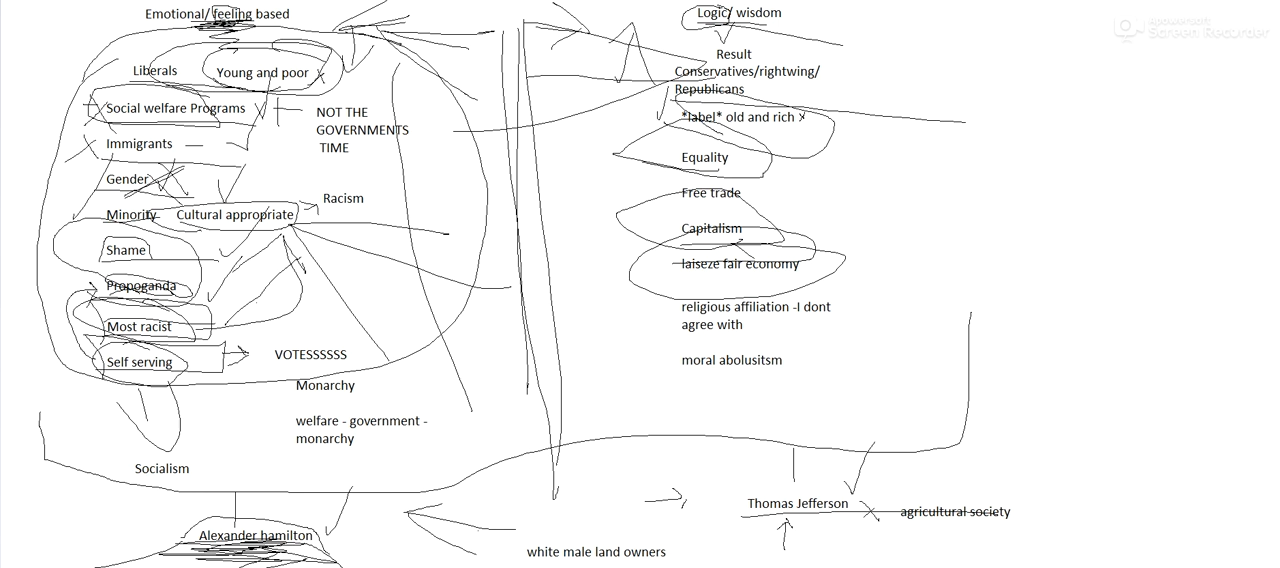 Emotional/ feeling based
Liberals
Young and poor
Social welfare Programs
NOT THE
GOVERNMENTS
TIME
Immigrants
Gender
Racism
Minority
Cultural appropriate
Shame
Propoganda
Most racist
Self serving
VOTESSSSSS
Monarchy
welfare - government -
monarchy
Socialism
Alexander hamilton
Logic/ wisdom
Result
Conservatives/rightwing/
Republicans
*label* old and rich
Equality
Free trade
Capitalism
laiseze fair economy
religious affiliation -I dont
agree with
moral abolusitsm
Thomas Jefferson
agricultural society
white male land owners
Apowersoft
Screen Recorder